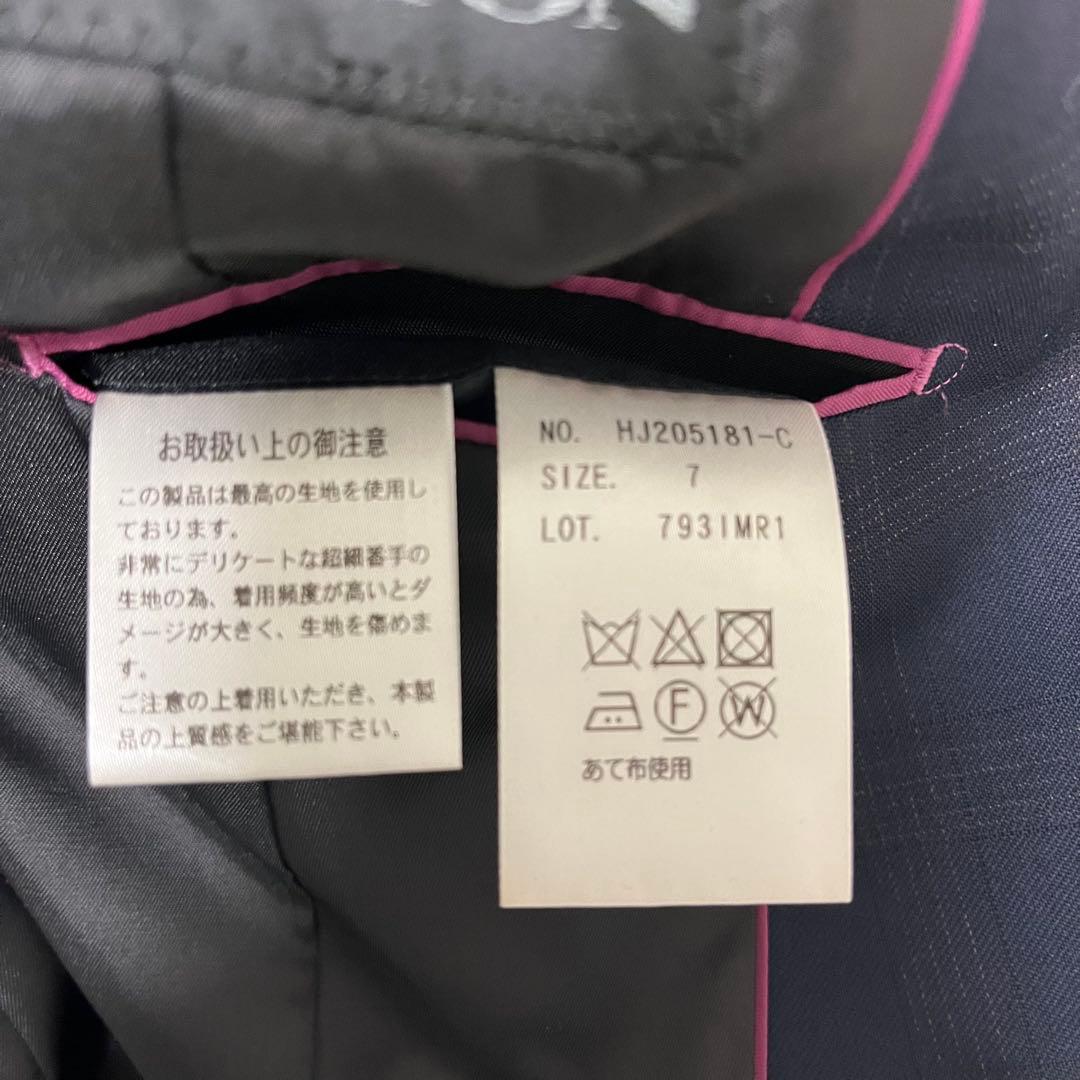 お取扱い上の御注意
この製品は最高の生地を使用し
ております。
非常にデリケートな超細番手の
生地の為、着用頻度が高いとダ
メージが大きく、生地を傷めま
す。
ご注意の上着用いただき、本製
品の上質感をご堪能下さい。
NO. HJ205181-C
SIZE. 7
LOT. 793IMR1
F
W
あて布使用